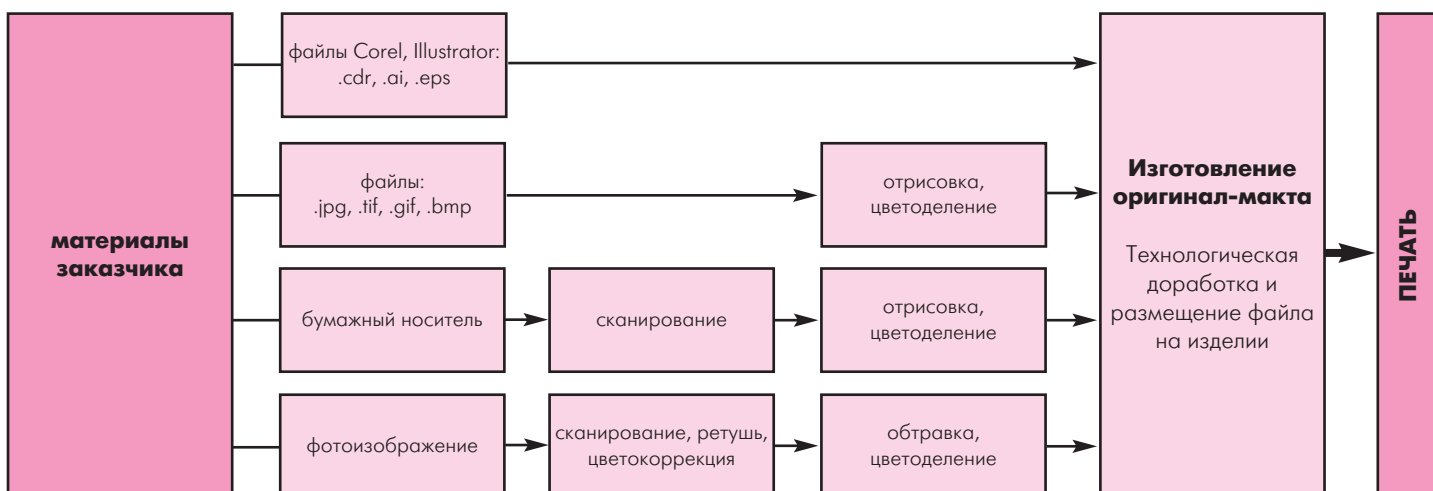 материалы
заказчика
файлы Corel, Illustrator:
.cdr, .ai, .eps
файлы:
.jpg, .tif, .gif, .bmp
отрисовка,
цветоделение
бумажный носитель
сканирование
отрисовка,
цветоделение
фотоизображение
сканирование, ретушь,
цветокоррекция
обтравка,
цветоделение
Изготовление
оригинал-макта
Технологическая
доработка и
размещение файла
на изделии
ПЕЧАТЬ